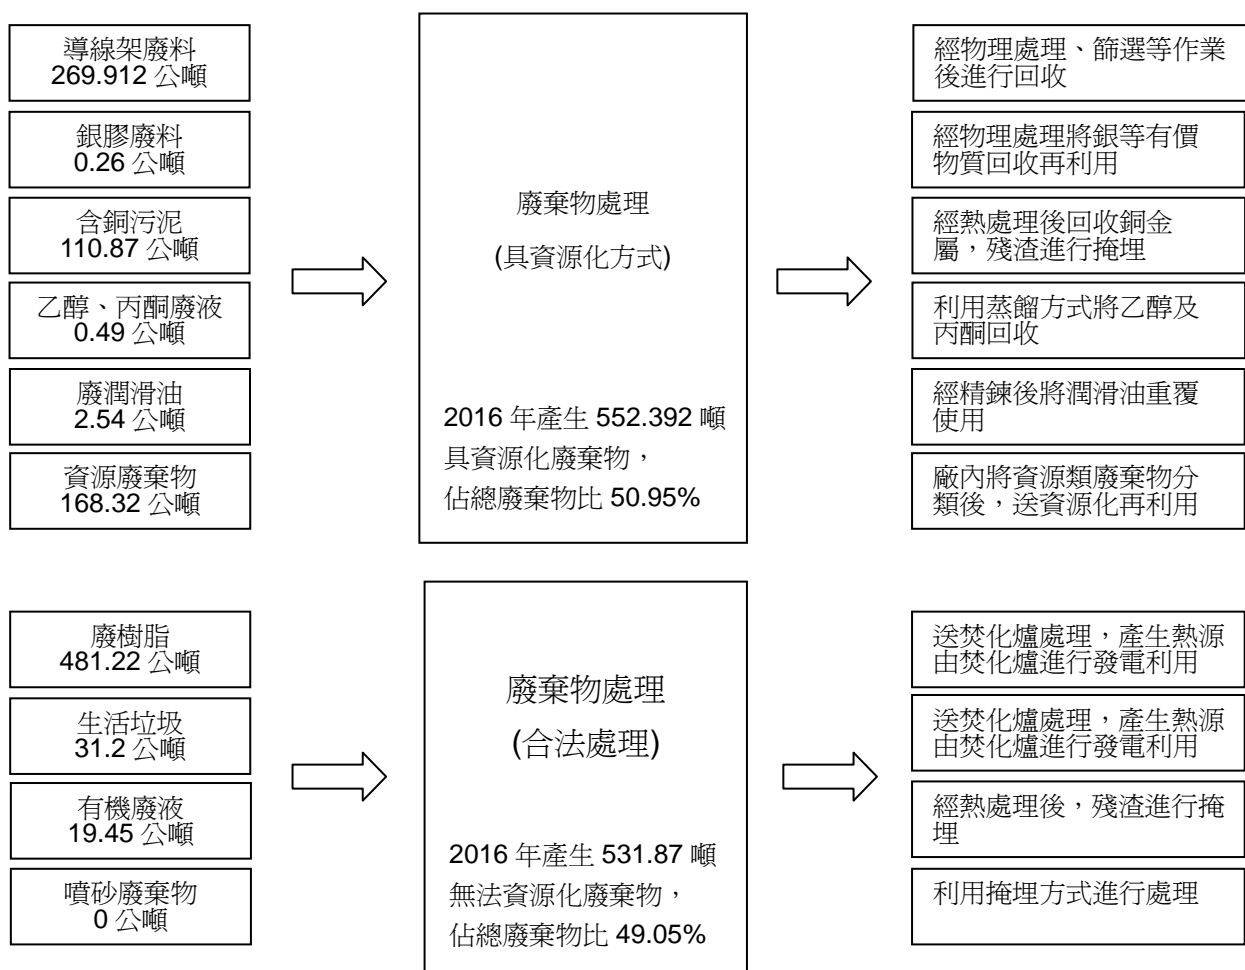 導線架廢料
269.912 公噸
銀膠廢料
0.26 公噸
含銅污泥
110.87 公噸
乙醇、丙酮廢液
0.49 公噸
廢潤滑油
2.54 公噸
資源廢棄物
168.32 公噸
廢棄物處理
(具資源化方式)
2016 年產生 552.392 噸
具資源化廢棄物，
佔總廢棄物比 50.95%
經物理處理、篩選等作業
後進行回收
經物理處理將銀等有價
物質回收再利用
經熱處理後回收銅金
屬，殘渣進行掩埋
利用蒸餾方式將乙醇及
丙酮回收
經精鍊後將潤滑油重覆
使用
廠內將資源類廢棄物分
類後，送資源化再利用
廢樹脂
481.22 公噸
生活垃圾
31.2 公噸
有機廢液
19.45 公噸
噴砂廢棄物
0 公噸
廢棄物處理
(合法處理)
2016 年產生 531.87 噸
無法資源化廢棄物，
佔總廢棄物比 49.05%
送焚化爐處理，產生熱源
由焚化爐進行發電利用
送焚化爐處理，產生熱源
由焚化爐進行發電利用
經熱處理後，殘渣進行掩
埋
利用掩埋方式進行處理